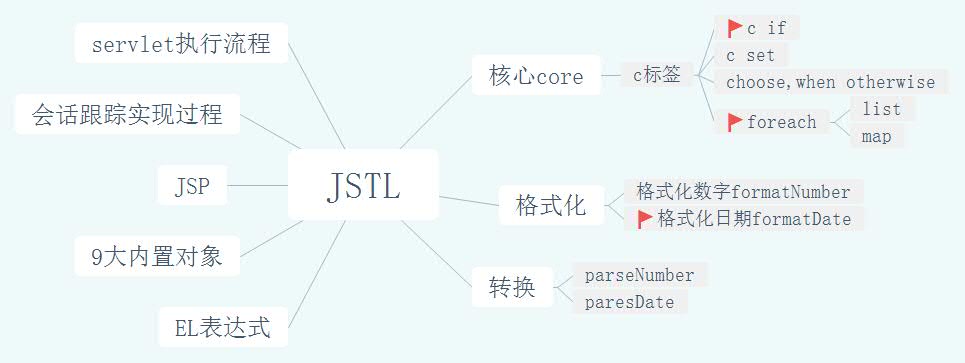 servlet执行流程
会话跟踪实现过程
JSP
9大内置对象
EL表达式
JSTL
核心core
c标签
c if
c set
choose,when otherwise
foreach
list
map
格式化
格式化数字formatNumber
格式化日期formatDate
转换
parseNumber
paresDate